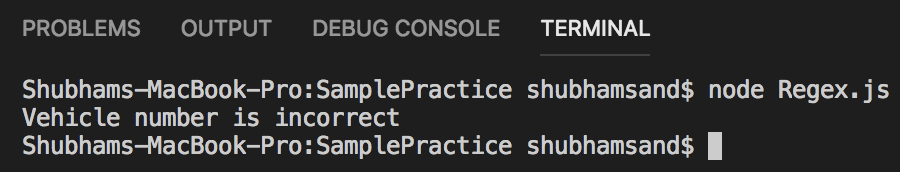 PROBLEMS OUTPUT DEBUG CONSOLE TERMINAL
Shubhams-MacBook-Pro:SamplePractice shubhamsand$ node Regex.js
Vehicle number is incorrect
Shubhams-MacBook-Pro:SamplePractice shubhamsand$